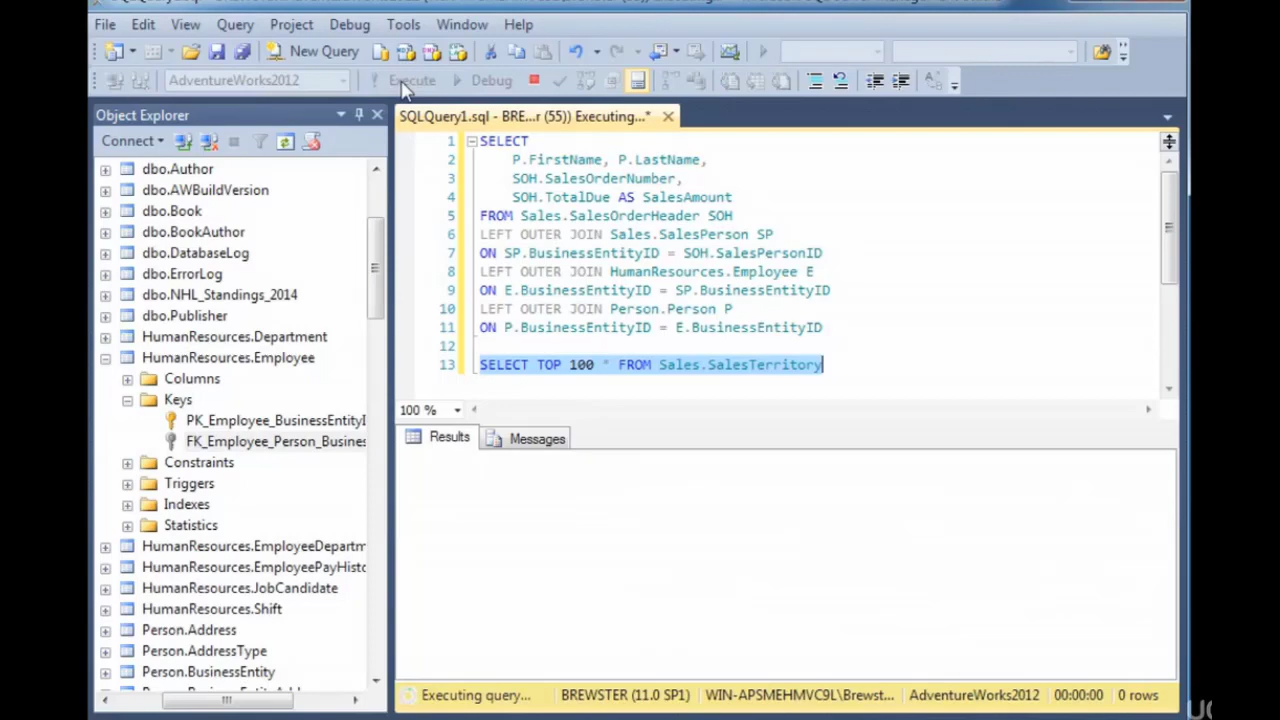 File Edit View Query Project Debug Tools Window Help
New Query
AdventureWorks2012 Execute Debug
Object Explorer
Connect
dbo.Author
dbo.AWBuildVersion
dbo.Book
dbo.BookAuthor
dbo.DatabaseLog
dbo.ErrorLog
dbo.NHL_Standings_2014
dbo.Publisher
HumanResources.Department
HumanResources.Employee
Columns
Keys
PK_Employee_BusinessEntityI
FK_Employee_Person_Busines
Constraints
Triggers
Indexes
Statistics
HumanResources.EmployeeDepartm
HumanResources.EmployeePayHisto
HumanResources.JobCandidate
HumanResources.Shift
Person.Address
Person.AddressType
Person.BusinessEntity
SQLQuery1.sql - BRE...r (55)) Executing...*
1 SELECT
2 P.FirstName, P.LastName,
3 SOH.SalesOrderNumber,
4 SOH.TotalDue AS SalesAmount
5 FROM Sales.SalesOrderHeader SOH
6 LEFT OUTER JOIN Sales.SalesPerson SP
7 ON SP.BusinessEntityID = SOH.SalesPersonID
8 LEFT OUTER JOIN HumanResources.Employee E
9 ON E.BusinessEntityID = SP.BusinessEntityID
10 LEFT OUTER JOIN Person.Person P
11 ON P.BusinessEntityID = E.BusinessEntityID
12
13 SELECT TOP 100 * FROM Sales.SalesTerritory
100 %
Results Messages
Executing query... BREWSTER (11.0 SP1) WIN-APSMEHMVC9L\Brewst... AdventureWorks2012 00:00:00 0 rows